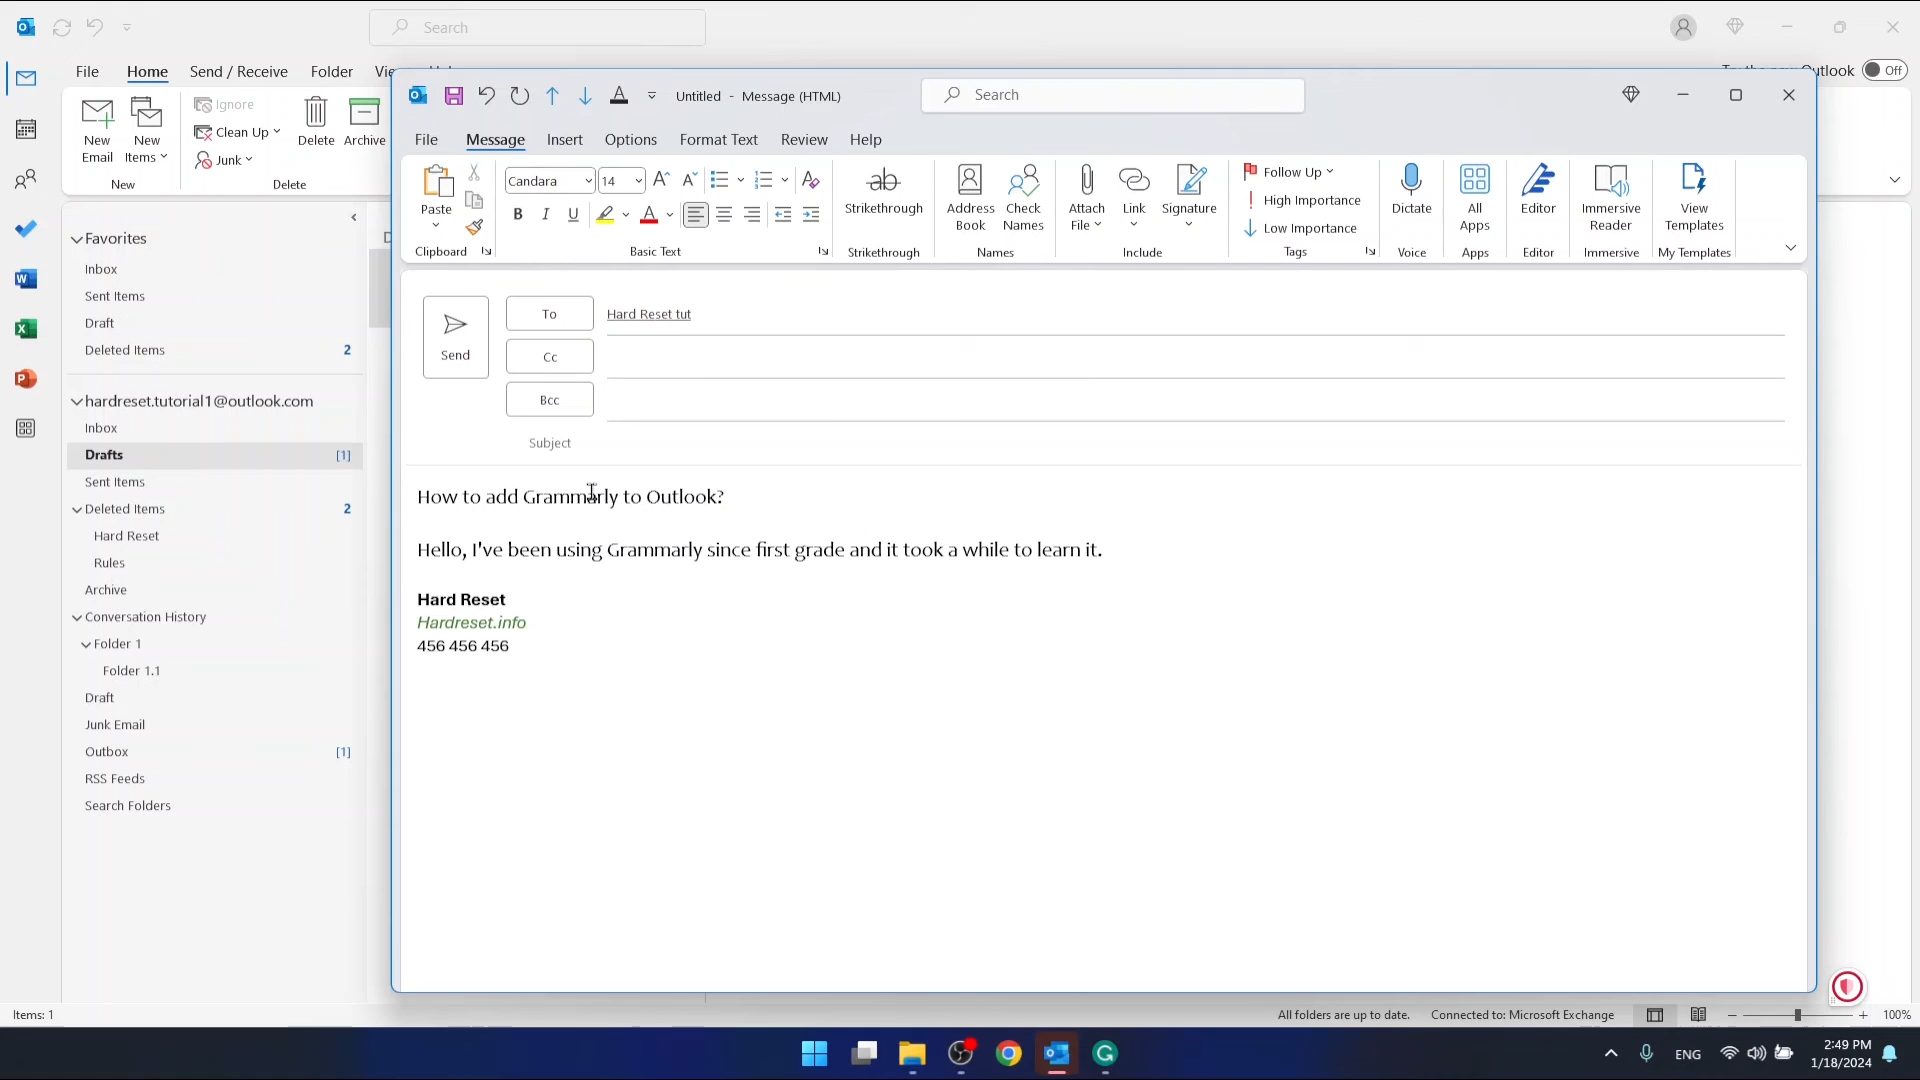 Search
File Home Send / Receive Folder
Outlook Off
New Email
New Items
Ignore
Clean Up
Junk
Delete
Archive
New
Delete
Untitled - Message (HTML)
Search
File Message Insert Options Format Text Review Help
Paste
Clipboard
Candara
14
Basic Text
Strikethrough
Strikethrough
Address Book
Check Names
Names
Attach File
Link
Signature
Include
Follow Up
High Importance
Low Importance
Tags
Dictate
Voice
All Apps
Apps
Editor
Editor
Immersive Reader
Immersive
View Templates
My Templates
Favorites
Inbox
Sent Items
Draft
Deleted Items 2
hardreset.tutorial1@outlook.com
Inbox
Drafts [1]
Sent Items
Deleted Items 2
Hard Reset
Rules
Archive
Conversation History
Folder 1
Folder 1.1
Draft
Junk Email
Outbox [1]
RSS Feeds
Search Folders
Send
To
Hard Reset tut
Cc
Bcc
Subject
How to add Grammarly to Outlook?
Hello, I've been using Grammarly since first grade and it took a while to learn it.
Hard Reset
Hardreset.info
456 456 456
Items: 1
All folders are up to date.
Connected to: Microsoft Exchange
100%
ENG
2:49 PM
1/18/2024